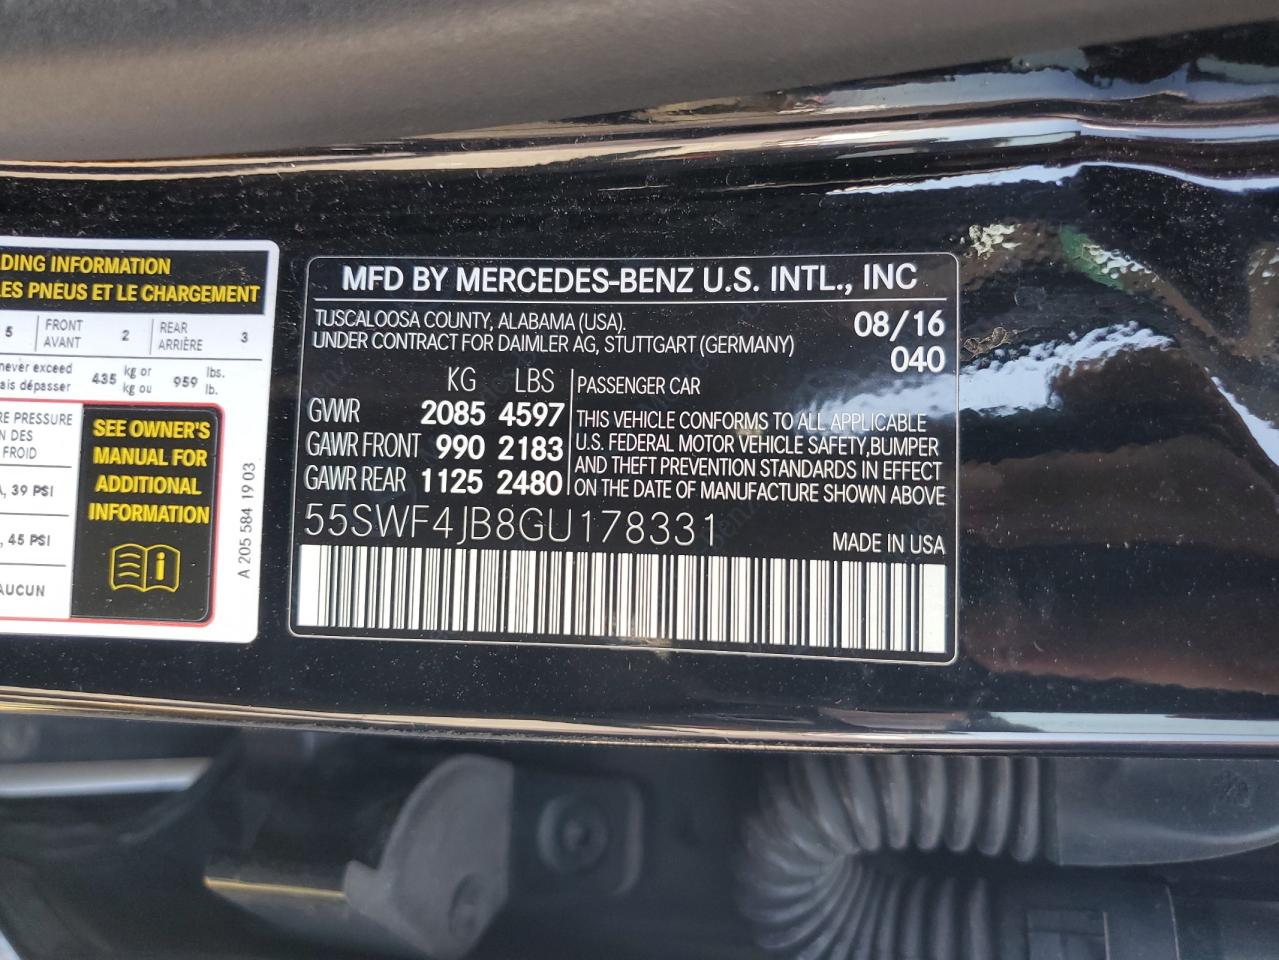 DING INFORMATION
LES PNEUS ET LE CHARGEMENT
5 FRONT AVANT 2 REAR ARRIÈRE 3
never exceed
ais dépasser 435 kg or kg ou 959 lbs. lb.
RE PRESSURE
N DES
FROID
, 39 PSI
, 45 PSI
AUCUN
SEE OWNER'S
MANUAL FOR
ADDITIONAL
INFORMATION
A 205 584 19 03
MFD BY MERCEDES-BENZ U.S. INTL., INC
TUSCALOOSA COUNTY, ALABAMA (USA). 08/16
UNDER CONTRACT FOR DAIMLER AG, STUTTGART (GERMANY) 040
KG LBS
GVWR 2085 4597
GAWR FRONT 990 2183
GAWR REAR 1125 2480
PASSENGER CAR
THIS VEHICLE CONFORMS TO ALL APPLICABLE
U.S. FEDERAL MOTOR VEHICLE SAFETY, BUMPER
AND THEFT PREVENTION STANDARDS IN EFFECT
ON THE DATE OF MANUFACTURE SHOWN ABOVE
55SWF4JB8GU178331
MADE IN USA